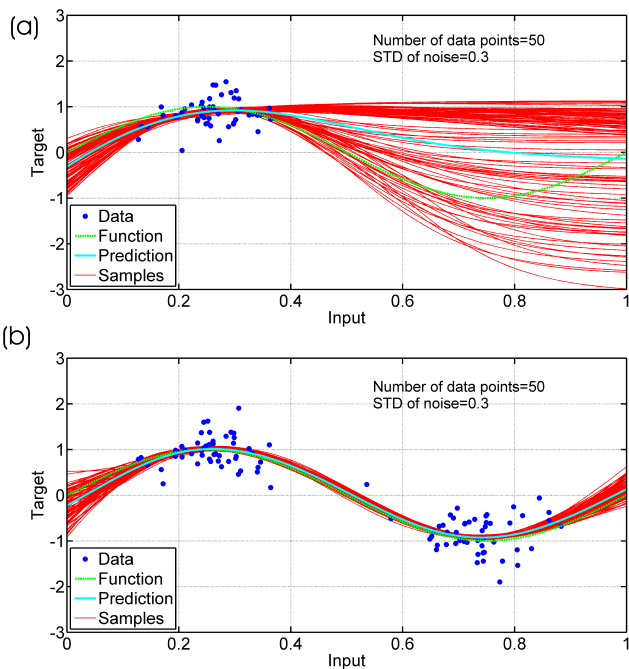 (a)
3
2
1
0
-1
-2
-3
Target
Number of data points=50
STD of noise=0.3
Data
Function
Prediction
Samples
0
0.2
0.4
0.6
0.8
1
Input
(b)
3
2
1
0
-1
-2
-3
Target
Number of data points=50
STD of noise=0.3
Data
Function
Prediction
Samples
0
0.2
0.4
0.6
0.8
1
Input